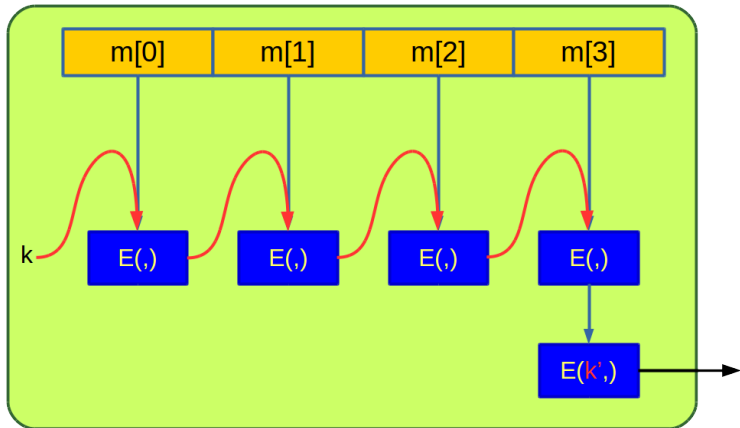 m[0] m[1] m[2] m[3]
k E(,) E(,) E(,) E(,)
E(k’,)